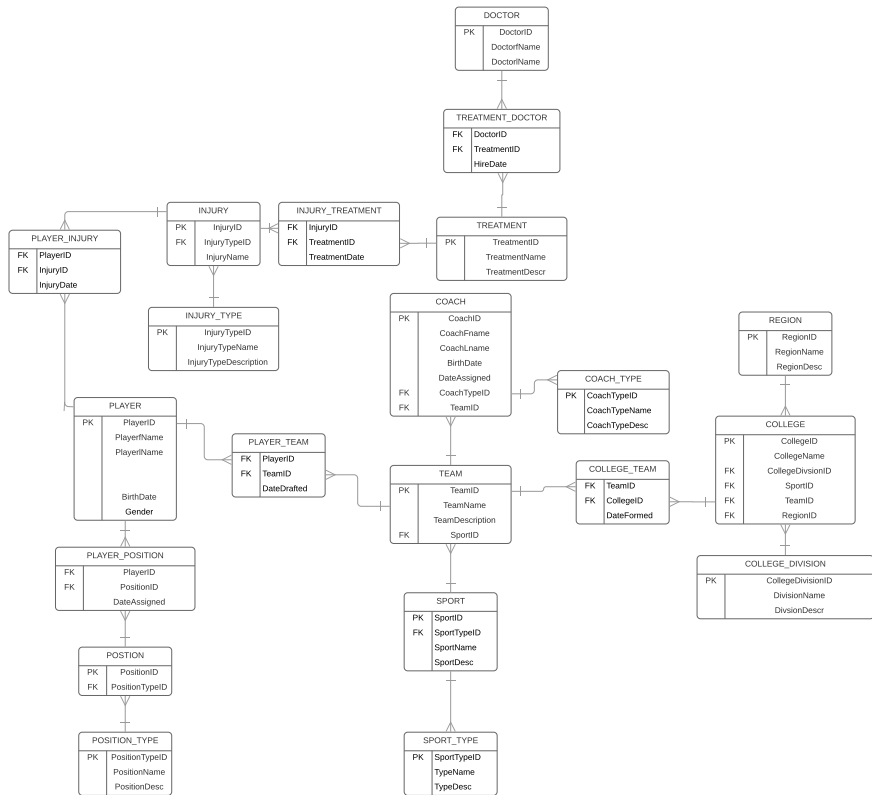 DOCTOR
PK DoctorID
DoctorfName
DoctorlName
TREATMENT_DOCTOR
FK DoctorID
FK TreatmentID
HireDate
INJURY
PK InjuryID
FK InjuryTypeID
InjuryName
INJURY_TREATMENT
FK InjuryID
FK TreatmentID
TreatmentDate
TREATMENT
PK TreatmentID
TreatmentName
TreatmentDescr
PLAYER_INJURY
FK PlayerID
FK InjuryID
InjuryDate
INJURY_TYPE
PK InjuryTypeID
InjuryTypeName
InjuryTypeDescription
COACH
PK CoachID
CoachFname
CoachLname
BirthDate
DateAssigned
FK CoachTypeID
FK TeamID
REGION
PK RegionID
RegionName
RegionDesc
COACH_TYPE
PK CoachTypeID
CoachTypeName
CoachTypeDesc
PLAYER
PK PlayerID
PlayerfName
PlayerlName
BirthDate
Gender
PLAYER_TEAM
FK PlayerID
FK TeamID
DateDrafted
TEAM
PK TeamID
TeamName
TeamDescription
FK SportID
COLLEGE_TEAM
FK TeamID
FK CollegeID
DateFormed
COLLEGE
PK CollegeID
CollegeName
FK CollegeDivsionID
FK SportID
FK TeamID
FK RegionID
PLAYER_POSITION
FK PlayerID
FK PositionID
DateAssigned
COLLEGE_DIVISION
PK CollegeDivisionID
DivisionName
DivsionDescr
SPORT
PK SportID
FK SportTypeID
SportName
SportDesc
POSTION
PK PositionID
FK PositionTypeID
POSITION_TYPE
PK PositionTypeID
PositionName
PositionDesc
SPORT_TYPE
PK SportTypeID
TypeName
TypeDesc